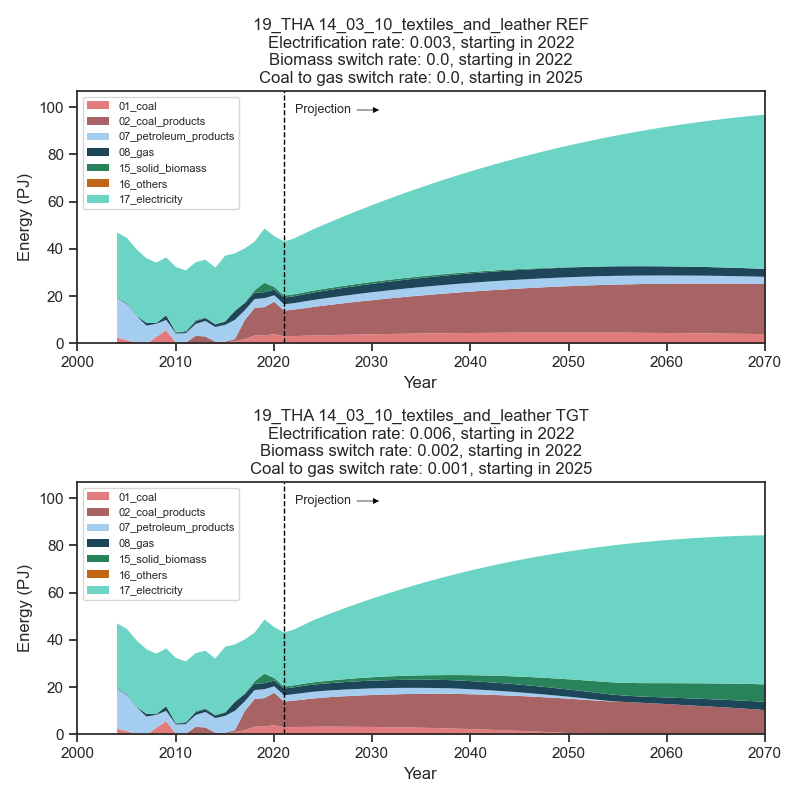 19_THA 14_03_10_textiles_and_leather REF
Electrification rate: 0.003, starting in 2022
Biomass switch rate: 0.0, starting in 2022
Coal to gas switch rate: 0.0, starting in 2025
100
80
60
40
20
0
Energy (PJ)
01_coal
02_coal_products
07_petroleum_products
08_gas
15_solid_biomass
16_others
17_electricity
Projection
2000 2010 2020 2030 2040 2050 2060 2070
Year
19_THA 14_03_10_textiles_and_leather TGT
Electrification rate: 0.006, starting in 2022
Biomass switch rate: 0.002, starting in 2022
Coal to gas switch rate: 0.001, starting in 2025
100
80
60
40
20
0
Energy (PJ)
01_coal
02_coal_products
07_petroleum_products
08_gas
15_solid_biomass
16_others
17_electricity
Projection
2000 2010 2020 2030 2040 2050 2060 2070
Year